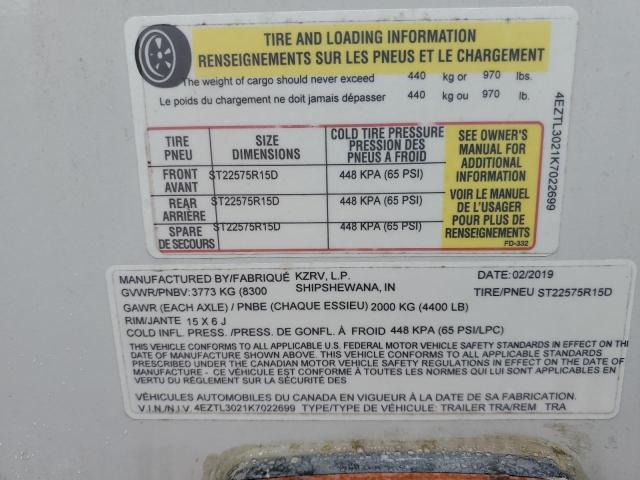 TIRE AND LOADING INFORMATION
RENSEIGNEMENTS SUR LES PNEUS ET LE CHARGEMENT
The weight of cargo should never exceed 440 kg or 970 lbs.
Le poids du chargement ne doit jamais dépasser 440 kg ou 970 lb.
TIRE PNEU
SIZE DIMENSIONS
COLD TIRE PRESSURE PRESSION DES PNEUS A FROID
FRONT AVANT ST22575R15D 448 KPA (65 PSI)
REAR ARRIÈRE ST22575R15D 448 KPA (65 PSI)
SPARE DE SECOURS ST22575R15D 448 KPA (65 PSI)
SEE OWNER'S
MANUAL FOR
ADDITIONAL
INFORMATION
VOIR LE MANUEL
DE L'USAGER
POUR PLUS DE
RENSEIGNEMENTS
FD-332
4EZTL3021K7022699
MANUFACTURED BY/FABRIQUÉ KZRV, L.P. DATE: 02/2019
GVWR/PNBV: 3773 KG (8300 SHIPSHEWANA, IN TIRE/PNEU ST22575R15D
GAWR (EACH AXLE) / PNBE (CHAQUE ESSIEU) 2000 KG (4400 LB)
RIM/JANTE 15 X 6 J
COLD INFL. PRESS. /PRESS. DE GONFL. À FROID 448 KPA (65 PSI/LPC)
THIS VEHICLE CONFORMS TO ALL APPLICABLE U.S. FEDERAL MOTOR VEHICLE SAFETY STANDARDS IN EFFECT ON THE
DATE OF MANUFACTURE SHOWN ABOVE. / THIS VEHICLE CONFORMS TO ALL APPLICABLE STANDARDS
PRESCRIBED UNDER THE CANADIAN MOTOR VEHICLE SAFETY REGULATIONS IN EFFECT ON THE DATE OF
MANUFACTURE - CE VÉHICULE EST CONFORME À TOUTES LES NORMES QUI LUI SONT APPLICABLES EN
VERTU DU RÈGLEMENT SUR LA SÉCURITÉ DES
VÉHICULES AUTOMOBILES DU CANADA EN VIGUEUR À LA DATE DE SA FABRICATION.
V.I.N./N.I.V. 4EZTL3021K7022699 TYPE/TYPE DE VÉHICULE: TRAILER TRA/REM TRA